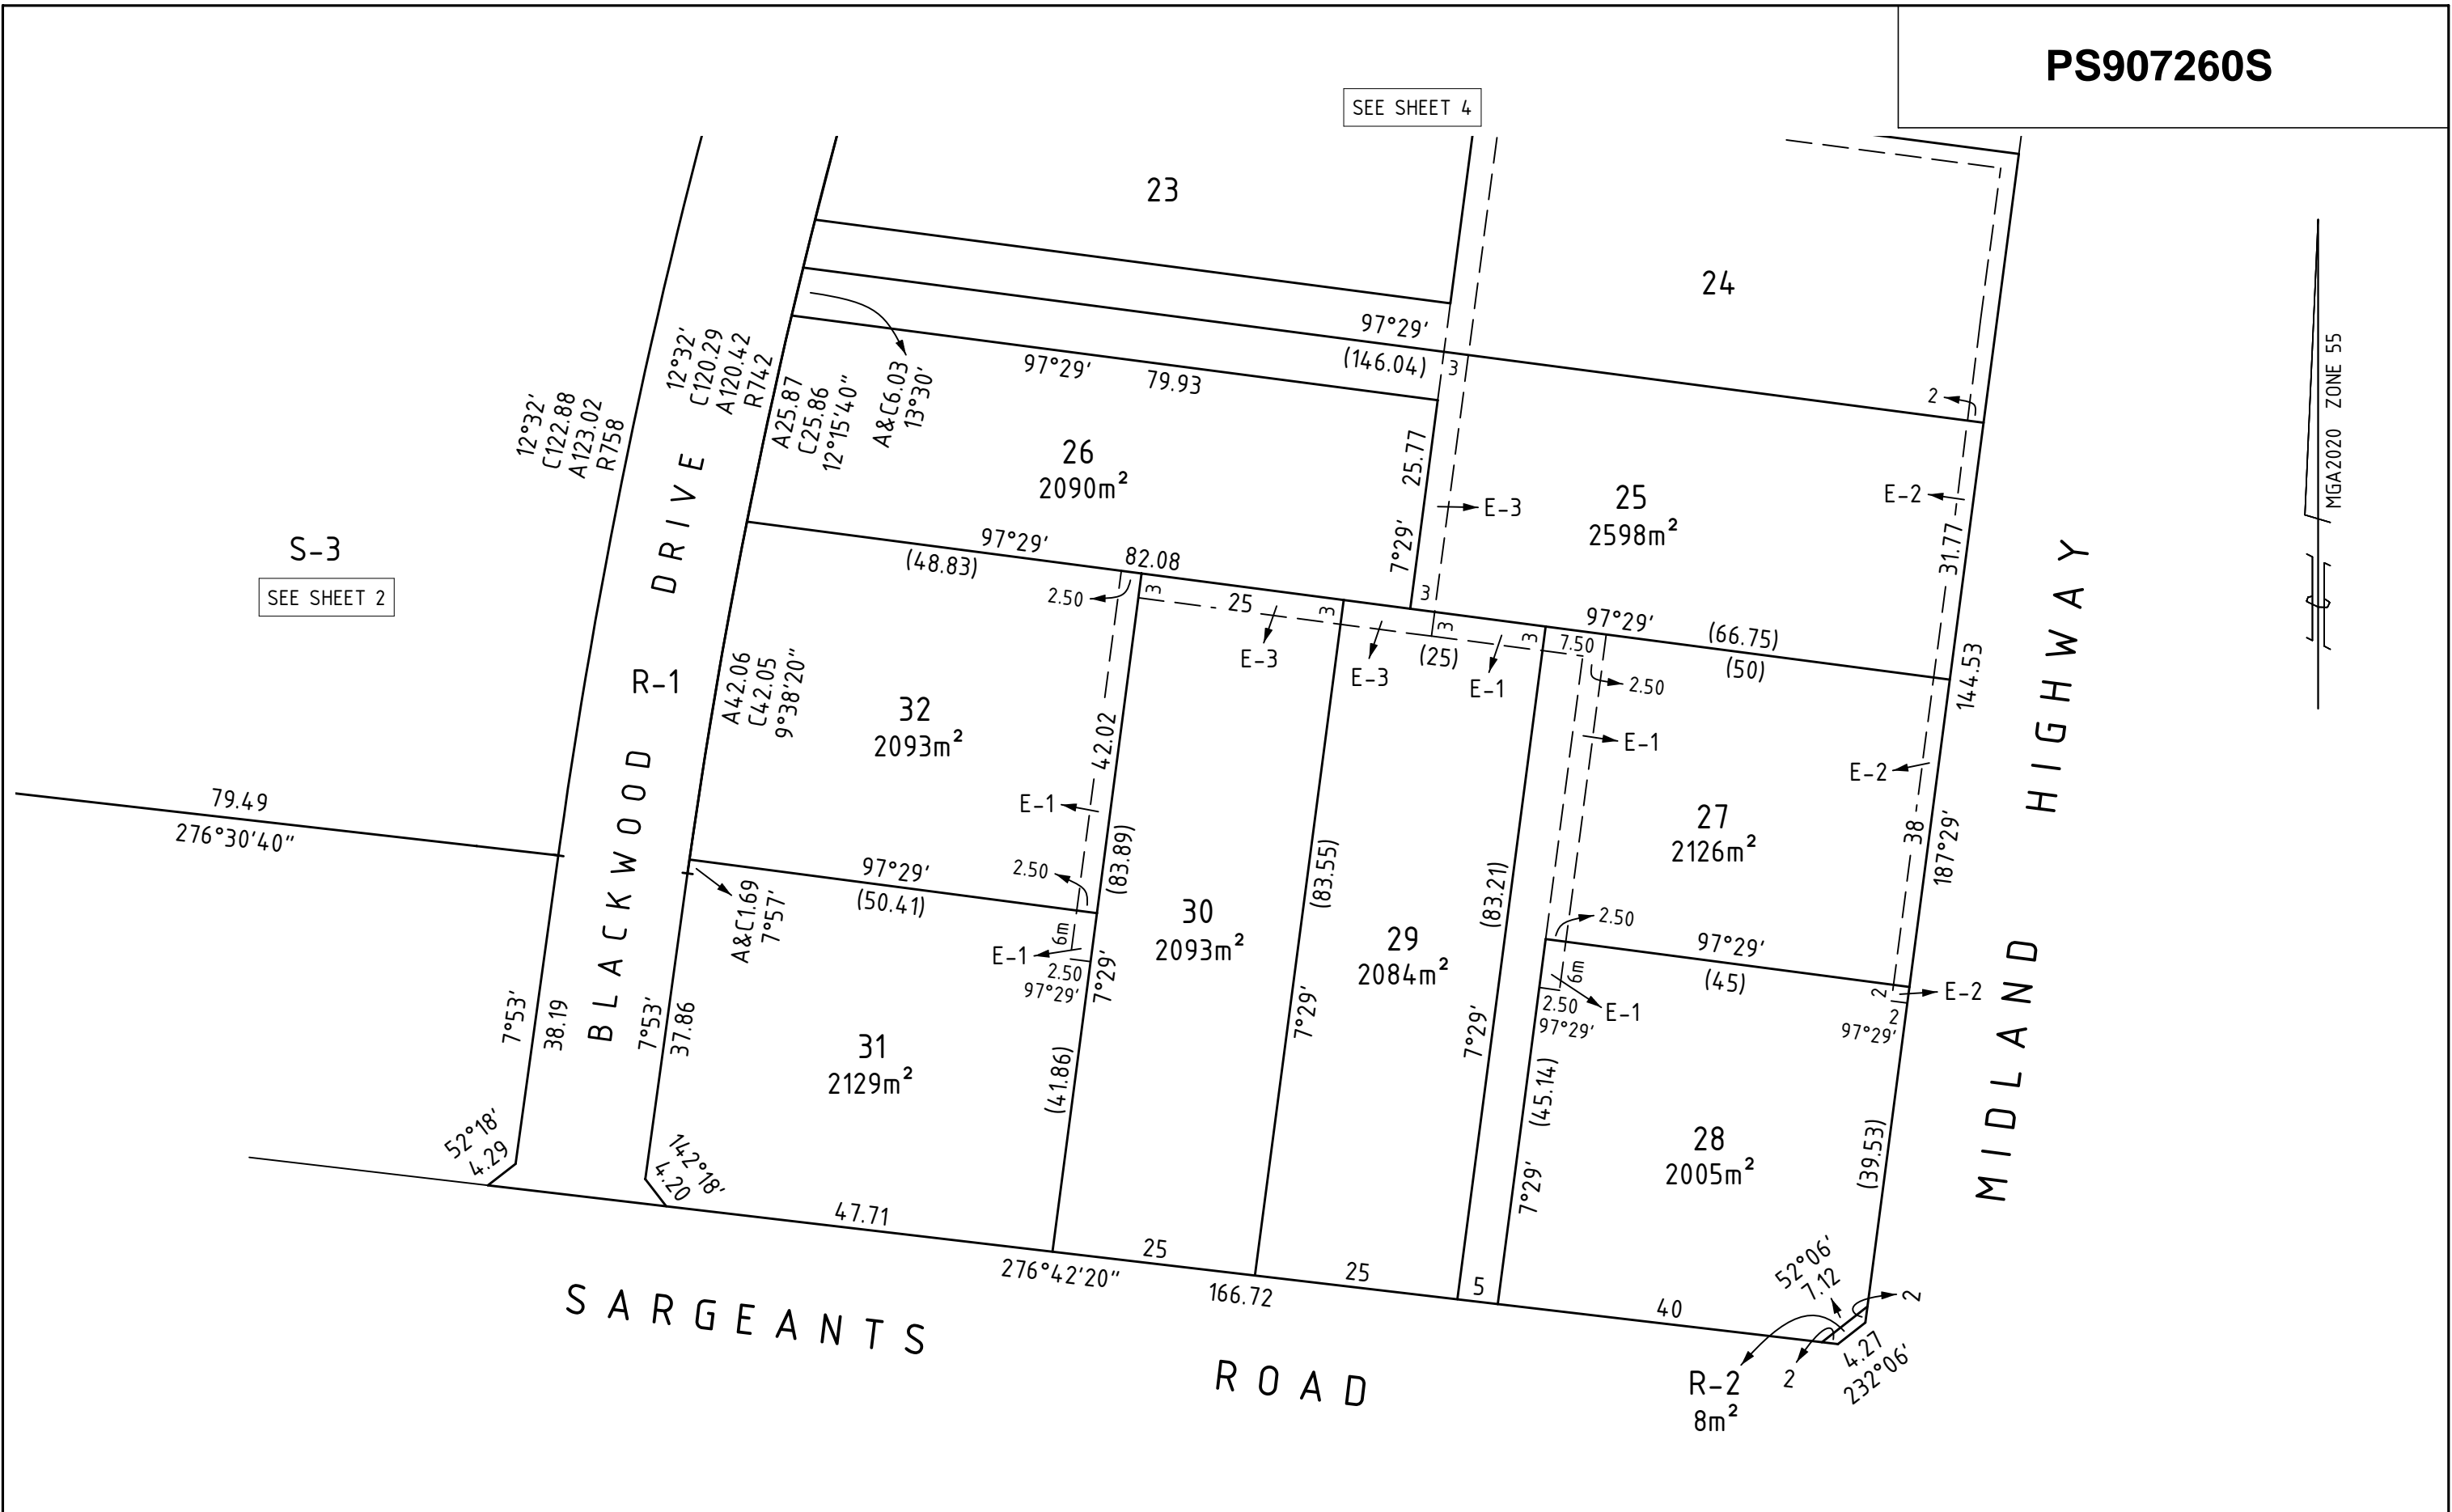 PS907260S
SEE SHEET 4
23
24
97°29'
(146.04)
3
97°29'
79.93
2
12°32'
C120.29
A120.42
R742
12°32'
C122.88
A123.02
R758
A25.87
C25.86
12°15'40"
A&C6.03
13°30'
26
2090m²
25.77
7°29'
E-3
25
2598m²
E-2
31.77
MGA2020 ZONE 55
S-3
SEE SHEET 2
BLACKWOOD DRIVE
R-1
97°29'
(48.83)
82.08
2.50
3
25
3
3
3
3
E-3
E-3
(25)
E-1
7.50
97°29'
(66.75)
(50)
2.50
144.53
MIDLAND HIGHWAY
A42.06
C42.05
9°38'20"
32
2093m²
42.02
E-1
E-1
E-2
79.49
276°30'40"
27
2126m²
38
187°29'
97°29'
(50.41)
2.50
(83.89)
(83.55)
(83.21)
A&C1.69
7°57'
6m
E-1
2.50
97°29'
7°29'
30
2093m²
7°29'
29
2084m²
7°29'
2.50
97°29'
(45)
6m
2.50
97°29'
E-1
2
E-2
2
97°29'
7°53'
38.19
7°53'
37.86
31
2129m²
(41.86)
(45.14)
7°29'
28
2005m²
(39.53)
52°18'
4.29
142°18'
4.20
47.71
25
276°42'20"
166.72
25
5
40
52°06'
7.12
2
4.27
232°06'
2
R-2
8m²
SARGEANTS ROAD